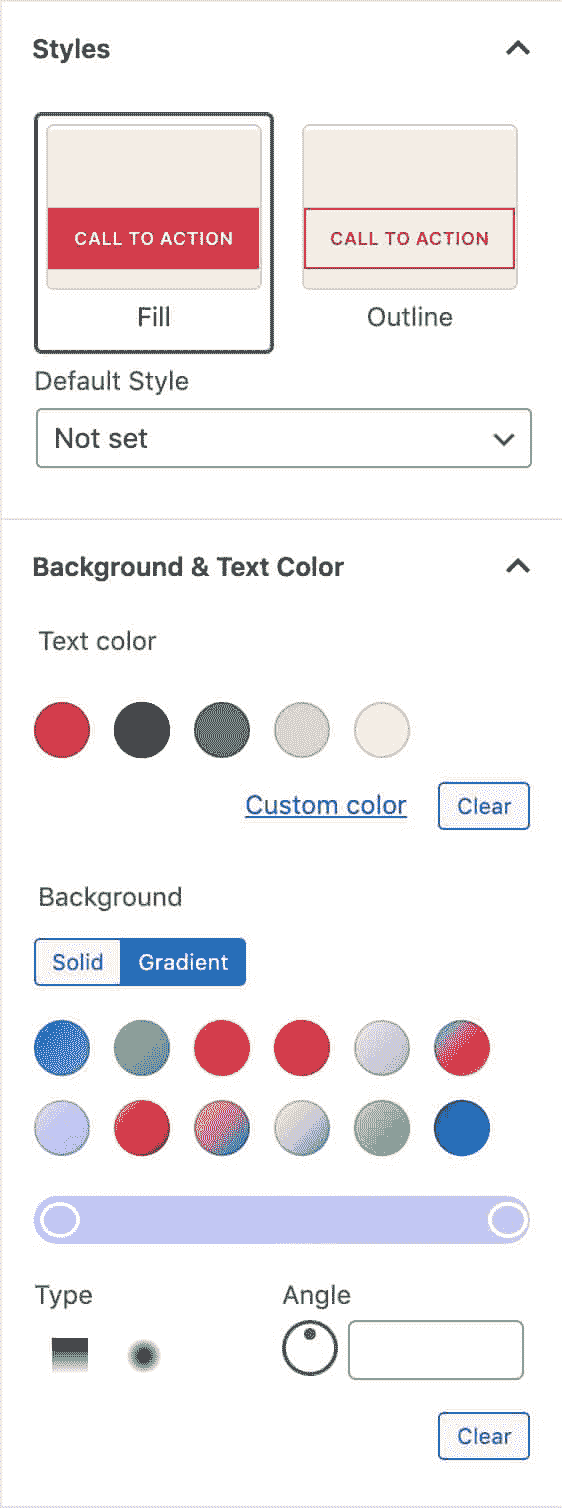 Styles
CALL TO ACTION
CALL TO ACTION
Fill
Outline
Default Style
Not set
Background & Text Color
Text color
Custom color
Clear
Background
Solid
Gradient
Type
Angle
Clear